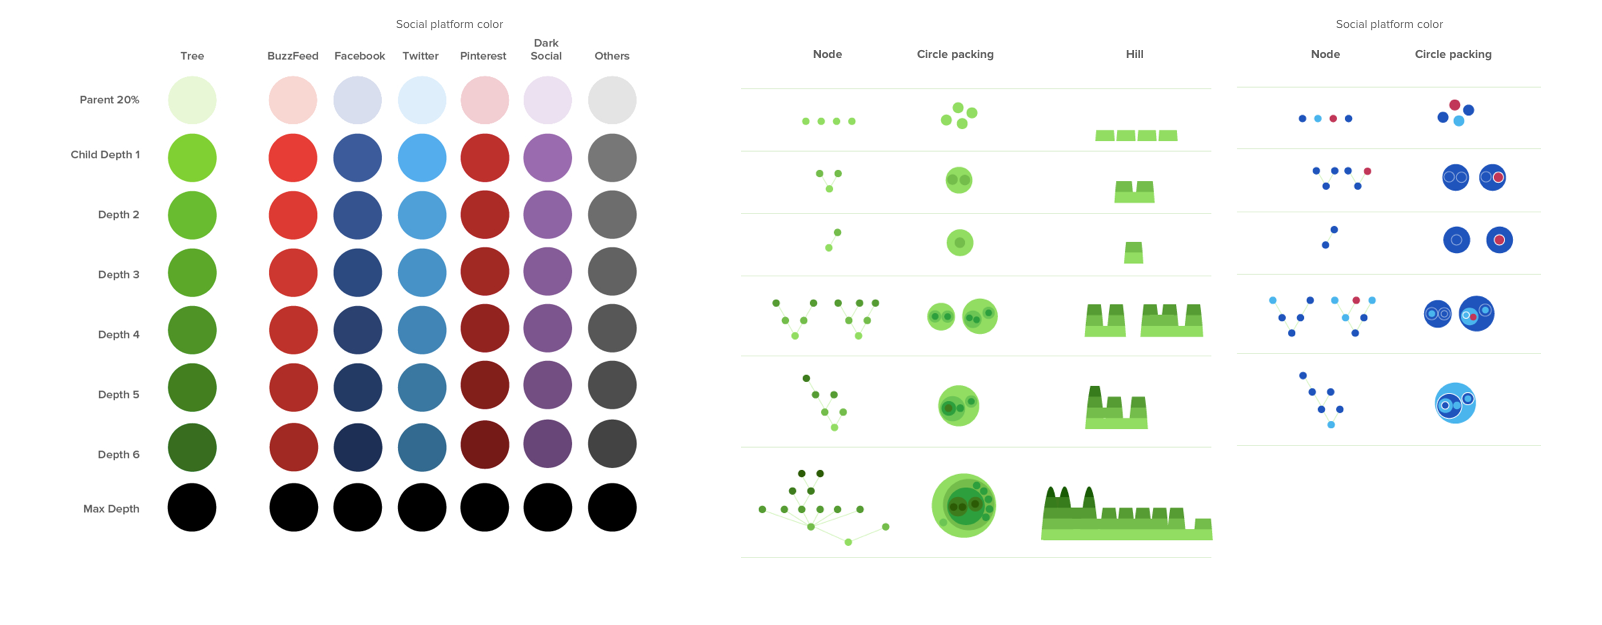 Social platform color
Tree
BuzzFeed
Facebook
Twitter
Pinterest
Dark
Social
Others
Parent 20%
Child Depth 1
Depth 2
Depth 3
Depth 4
Depth 5
Depth 6
Max Depth
Node
Circle packing
Hill
Social platform color
Node
Circle packing